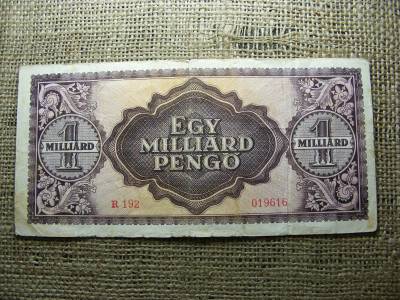 EGY
MILLIARD
PENGŐ
1
MILLIARD
1
MILLIARD
R 192
019616